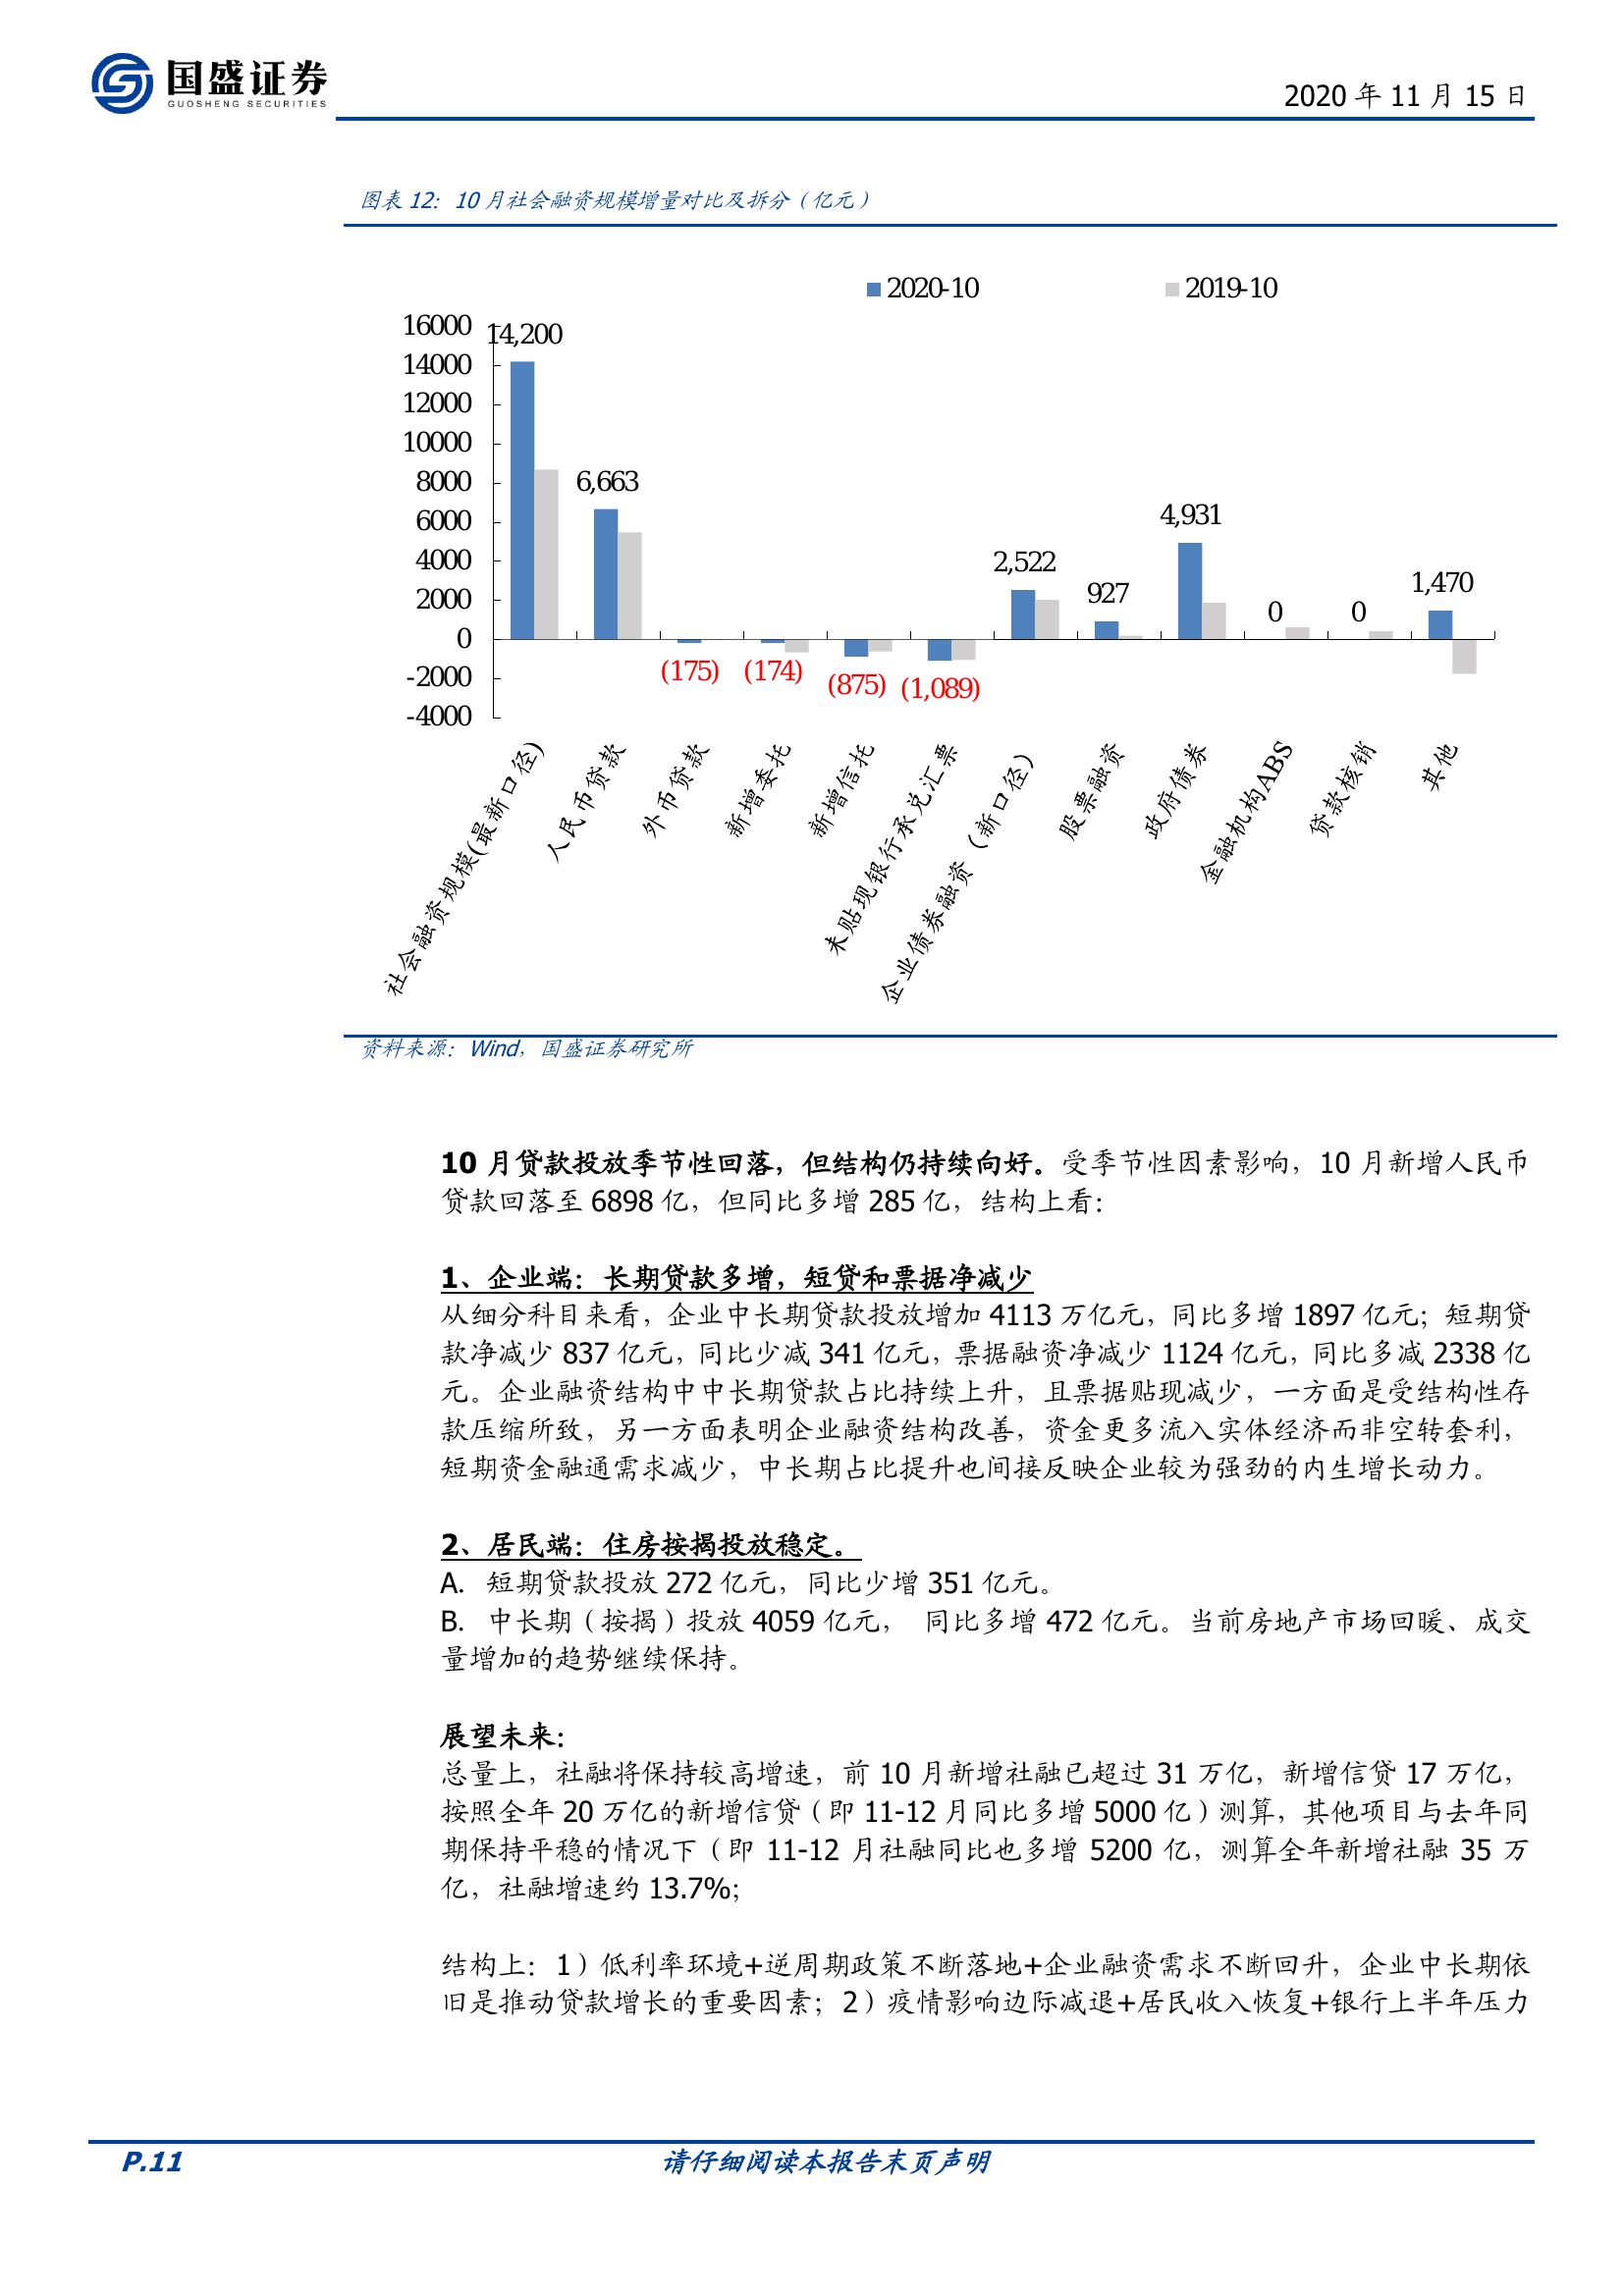 国盛证券
GUOSHENG SECURITIES
2020 年 11 月 15 日
图表 12：10 月社会融资规模增量对比及拆分（亿元）
2020-10
2019-10
16000
14000
12000
10000
8000
6000
4000
2000
0
-2000
-4000
14,200
6,663
(175)
(174)
(875)
(1,089)
2,522
927
4,931
0
0
1,470
社会融资规模(最新口径)
人民币贷款
外币贷款
新增委托
新增信托
未贴现银行承兑汇票
企业债券融资（新口径）
股票融资
政府债券
金融机构ABS
贷款核销
其他
资料来源：Wind，国盛证券研究所
10 月贷款投放季节性回落，但结构仍持续向好。受季节性因素影响，10 月新增人民币
贷款回落至 6898 亿，但同比多增 285 亿，结构上看：
1、企业端：长期贷款多增，短贷和票据净减少
从细分科目来看，企业中长期贷款投放增加 4113 万亿元，同比多增 1897 亿元；短期贷
款净减少 837 亿元，同比少减 341 亿元，票据融资净减少 1124 亿元，同比多减 2338 亿
元。企业融资结构中中长期贷款占比持续上升，且票据贴现减少，一方面是受结构性存
款压缩所致，另一方面表明企业融资结构改善，资金更多流入实体经济而非空转套利，
短期资金融通需求减少，中长期占比提升也间接反映企业较为强劲的内生增长动力。
2、居民端：住房按揭投放稳定。
A. 短期贷款投放 272 亿元，同比少增 351 亿元。
B. 中长期（按揭）投放 4059 亿元， 同比多增 472 亿元。当前房地产市场回暖、成交
量增加的趋势继续保持。
展望未来：
总量上，社融将保持较高增速，前 10 月新增社融已超过 31 万亿，新增信贷 17 万亿，
按照全年 20 万亿的新增信贷（即 11-12 月同比多增 5000 亿）测算，其他项目与去年同
期保持平稳的情况下（即 11-12 月社融同比也多增 5200 亿，测算全年新增社融 35 万
亿，社融增速约 13.7%；
结构上：1）低利率环境+逆周期政策不断落地+企业融资需求不断回升，企业中长期依
旧是推动贷款增长的重要因素；2）疫情影响边际减退+居民收入恢复+银行上半年压力
P.11
请仔细阅读本报告末页声明